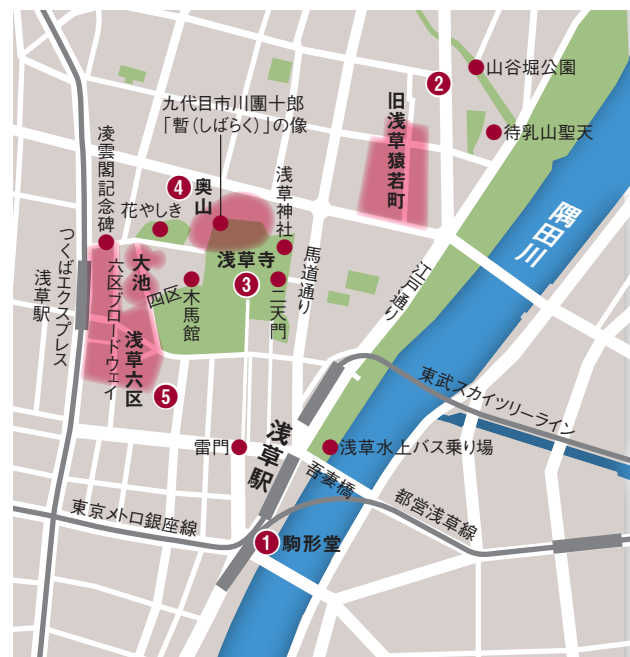 山谷堀公園
2
九代目市川團十郎
「暫（しばらく）」の像
旧浅草猿若町
待乳山聖天
凌雲閣記念碑
4
奥山
花やしき
浅草神社
馬道通り
隅田川
つくばエクスプレス
浅草駅
六区ブロードウェイ
大池
四区
木馬館
浅草寺
3
二天門
江戸通り
浅草六区
5
東武スカイツリーライン
雷門
浅草駅
浅草水上バス乗り場
吾妻橋
東京メトロ銀座線
都営浅草線
1
駒形堂